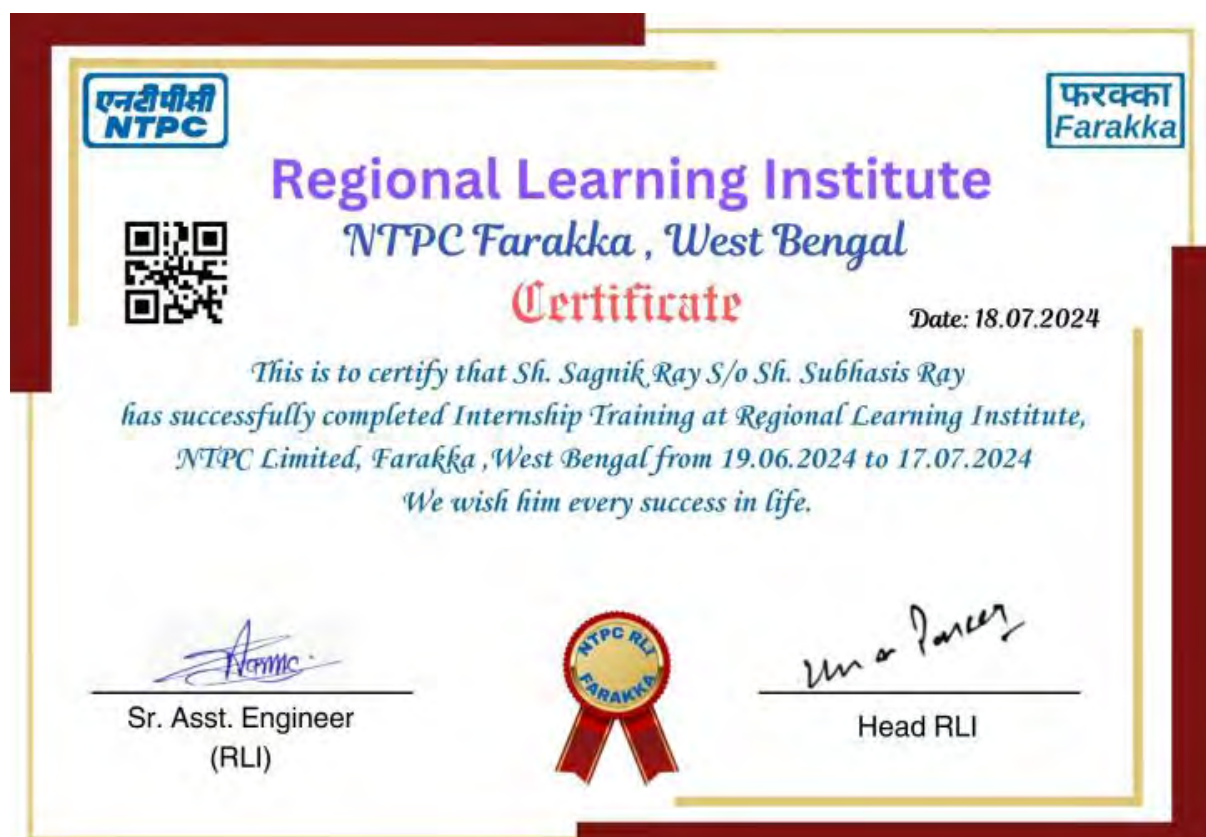 एनटीपीसी
NTPC
फरक्का
Farakka
Regional Learning Institute
NTPC Farakka , West Bengal
Certificate
Date: 18.07.2024
This is to certify that Sh. Sagnik Ray S/o Sh. Subhasis Ray
has successfully completed Internship Training at Regional Learning Institute,
NTPC Limited, Farakka ,West Bengal from 19.06.2024 to 17.07.2024
We wish him every success in life.
NTPC RLI
FARAKKA
Sr. Asst. Engineer
(RLI)
Head RLI